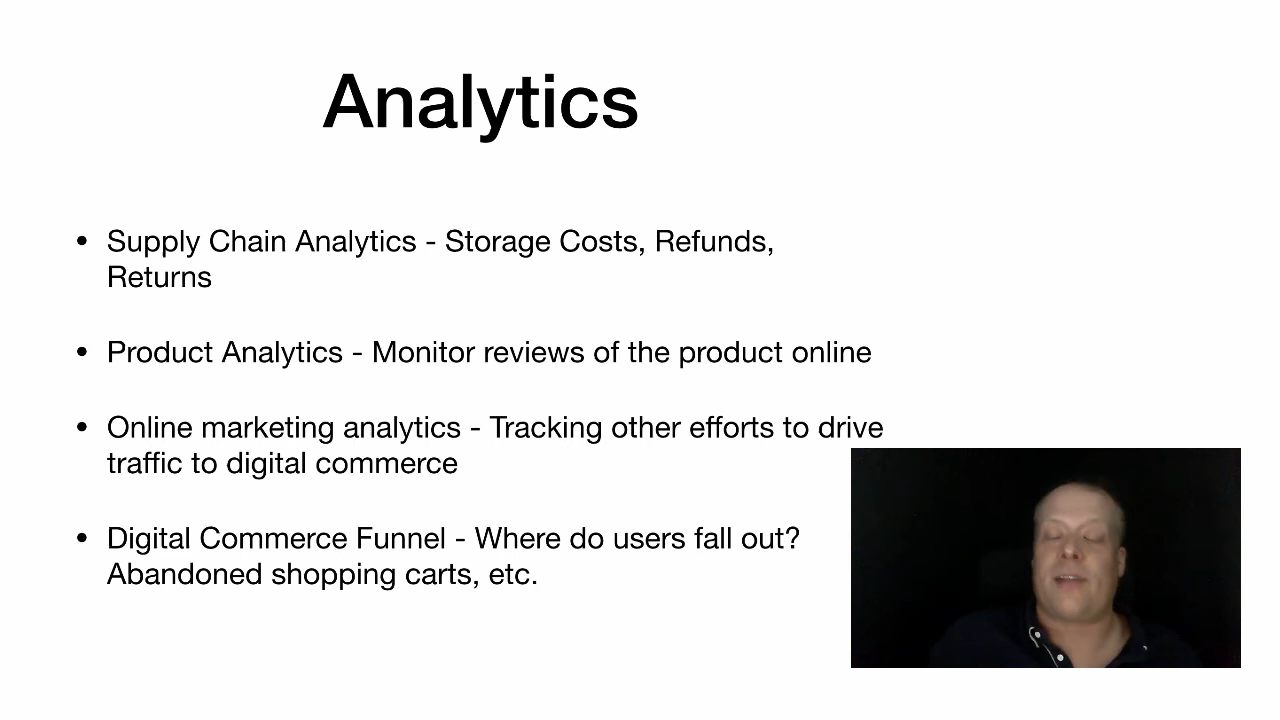 Analytics
• Supply Chain Analytics - Storage Costs, Refunds,
Returns
• Product Analytics - Monitor reviews of the product online
• Online marketing analytics - Tracking other efforts to drive
traffic to digital commerce
• Digital Commerce Funnel - Where do users fall out?
Abandoned shopping carts, etc.